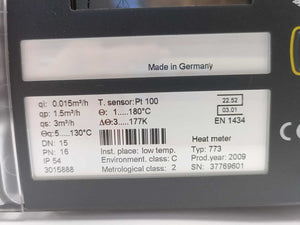 Made in Germany
qi: 0.015m³/h
qp: 1.5m³/h
qs: 3m³/h
Θq: 5.....130°C
DN: 15
PN: 16
IP 54
3015888
T. sensor: Pt 100
Θ: 1.....180°C
ΔΘ: 3.....177K
Inst. place: low temp.
Environment. class: C
Metrological class: 2
22.52
03.01
EN 1434
Heat meter
Typ: 773
Prod.year: 2009
SN: 37769601
C